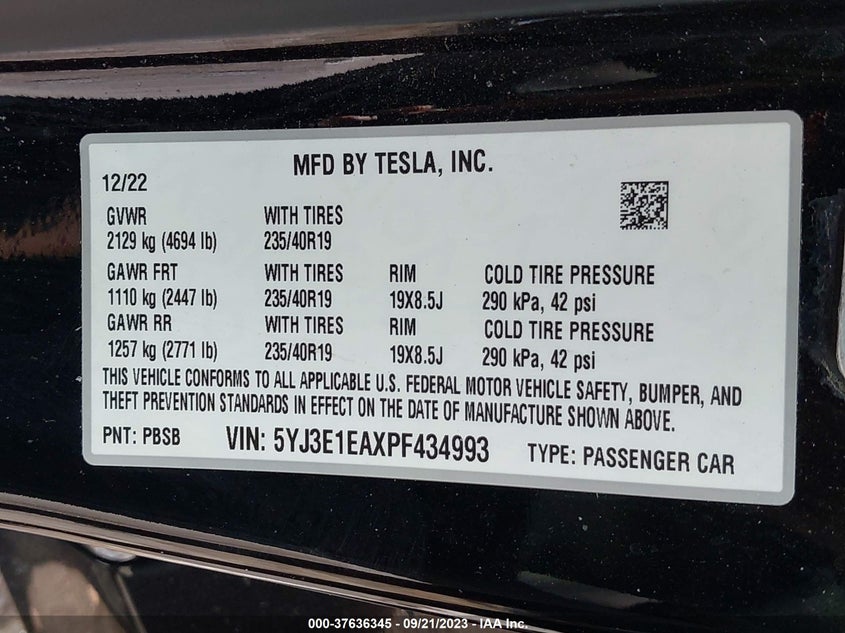 MFD BY TESLA, INC.
12/22
GVWR WITH TIRES
2129 kg (4694 lb) 235/40R19
GAWR FRT WITH TIRES RIM COLD TIRE PRESSURE
1110 kg (2447 lb) 235/40R19 19X8.5J 290 kPa, 42 psi
GAWR RR WITH TIRES RIM COLD TIRE PRESSURE
1257 kg (2771 lb) 235/40R19 19X8.5J 290 kPa, 42 psi
THIS VEHICLE CONFORMS TO ALL APPLICABLE U.S. FEDERAL MOTOR VEHICLE SAFETY, BUMPER, AND
THEFT PREVENTION STANDARDS IN EFFECT ON THE DATE OF MANUFACTURE SHOWN ABOVE.
PNT: PBSB VIN: 5YJ3E1EAXPF434993 TYPE: PASSENGER CAR
000-37636345 - 09/21/2023 - IAA Inc.